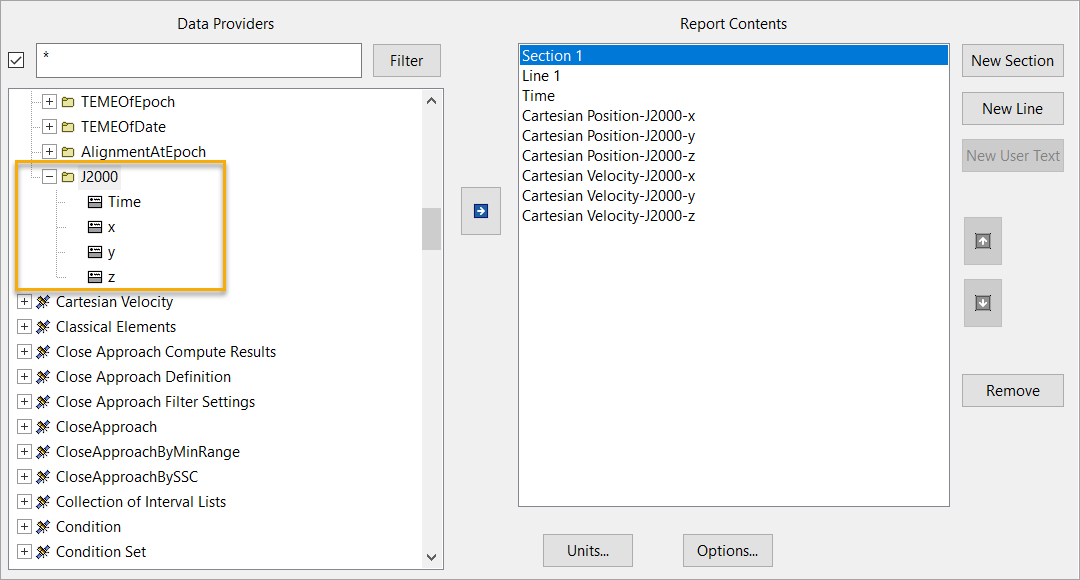 Data Providers
*
Filter
TEMEOfEpoch
TEMEOfDate
AlignmentAtEpoch
J2000
Time
x
y
z
Cartesian Velocity
Classical Elements
Close Approach Compute Results
Close Approach Definition
Close Approach Filter Settings
CloseApproach
CloseApproachByMinRange
CloseApproachBySSC
Collection of Interval Lists
Condition
Condition Set
Report Contents
Section 1
Line 1
Time
Cartesian Position-J2000-x
Cartesian Position-J2000-y
Cartesian Position-J2000-z
Cartesian Velocity-J2000-x
Cartesian Velocity-J2000-y
Cartesian Velocity-J2000-z
New Section
New Line
New User Text
Remove
Units...
Options...